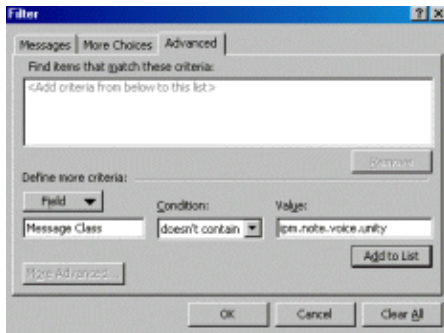 Filter
Messages More Choices Advanced
Find items that match these criteria:
<Add criteria from below to this list>
Remove
Define more criteria:
Field Condition: Value:
Message Class doesn't contain ipm.note.voice.unity
Add to List
More Advanced...
OK Cancel Clear All